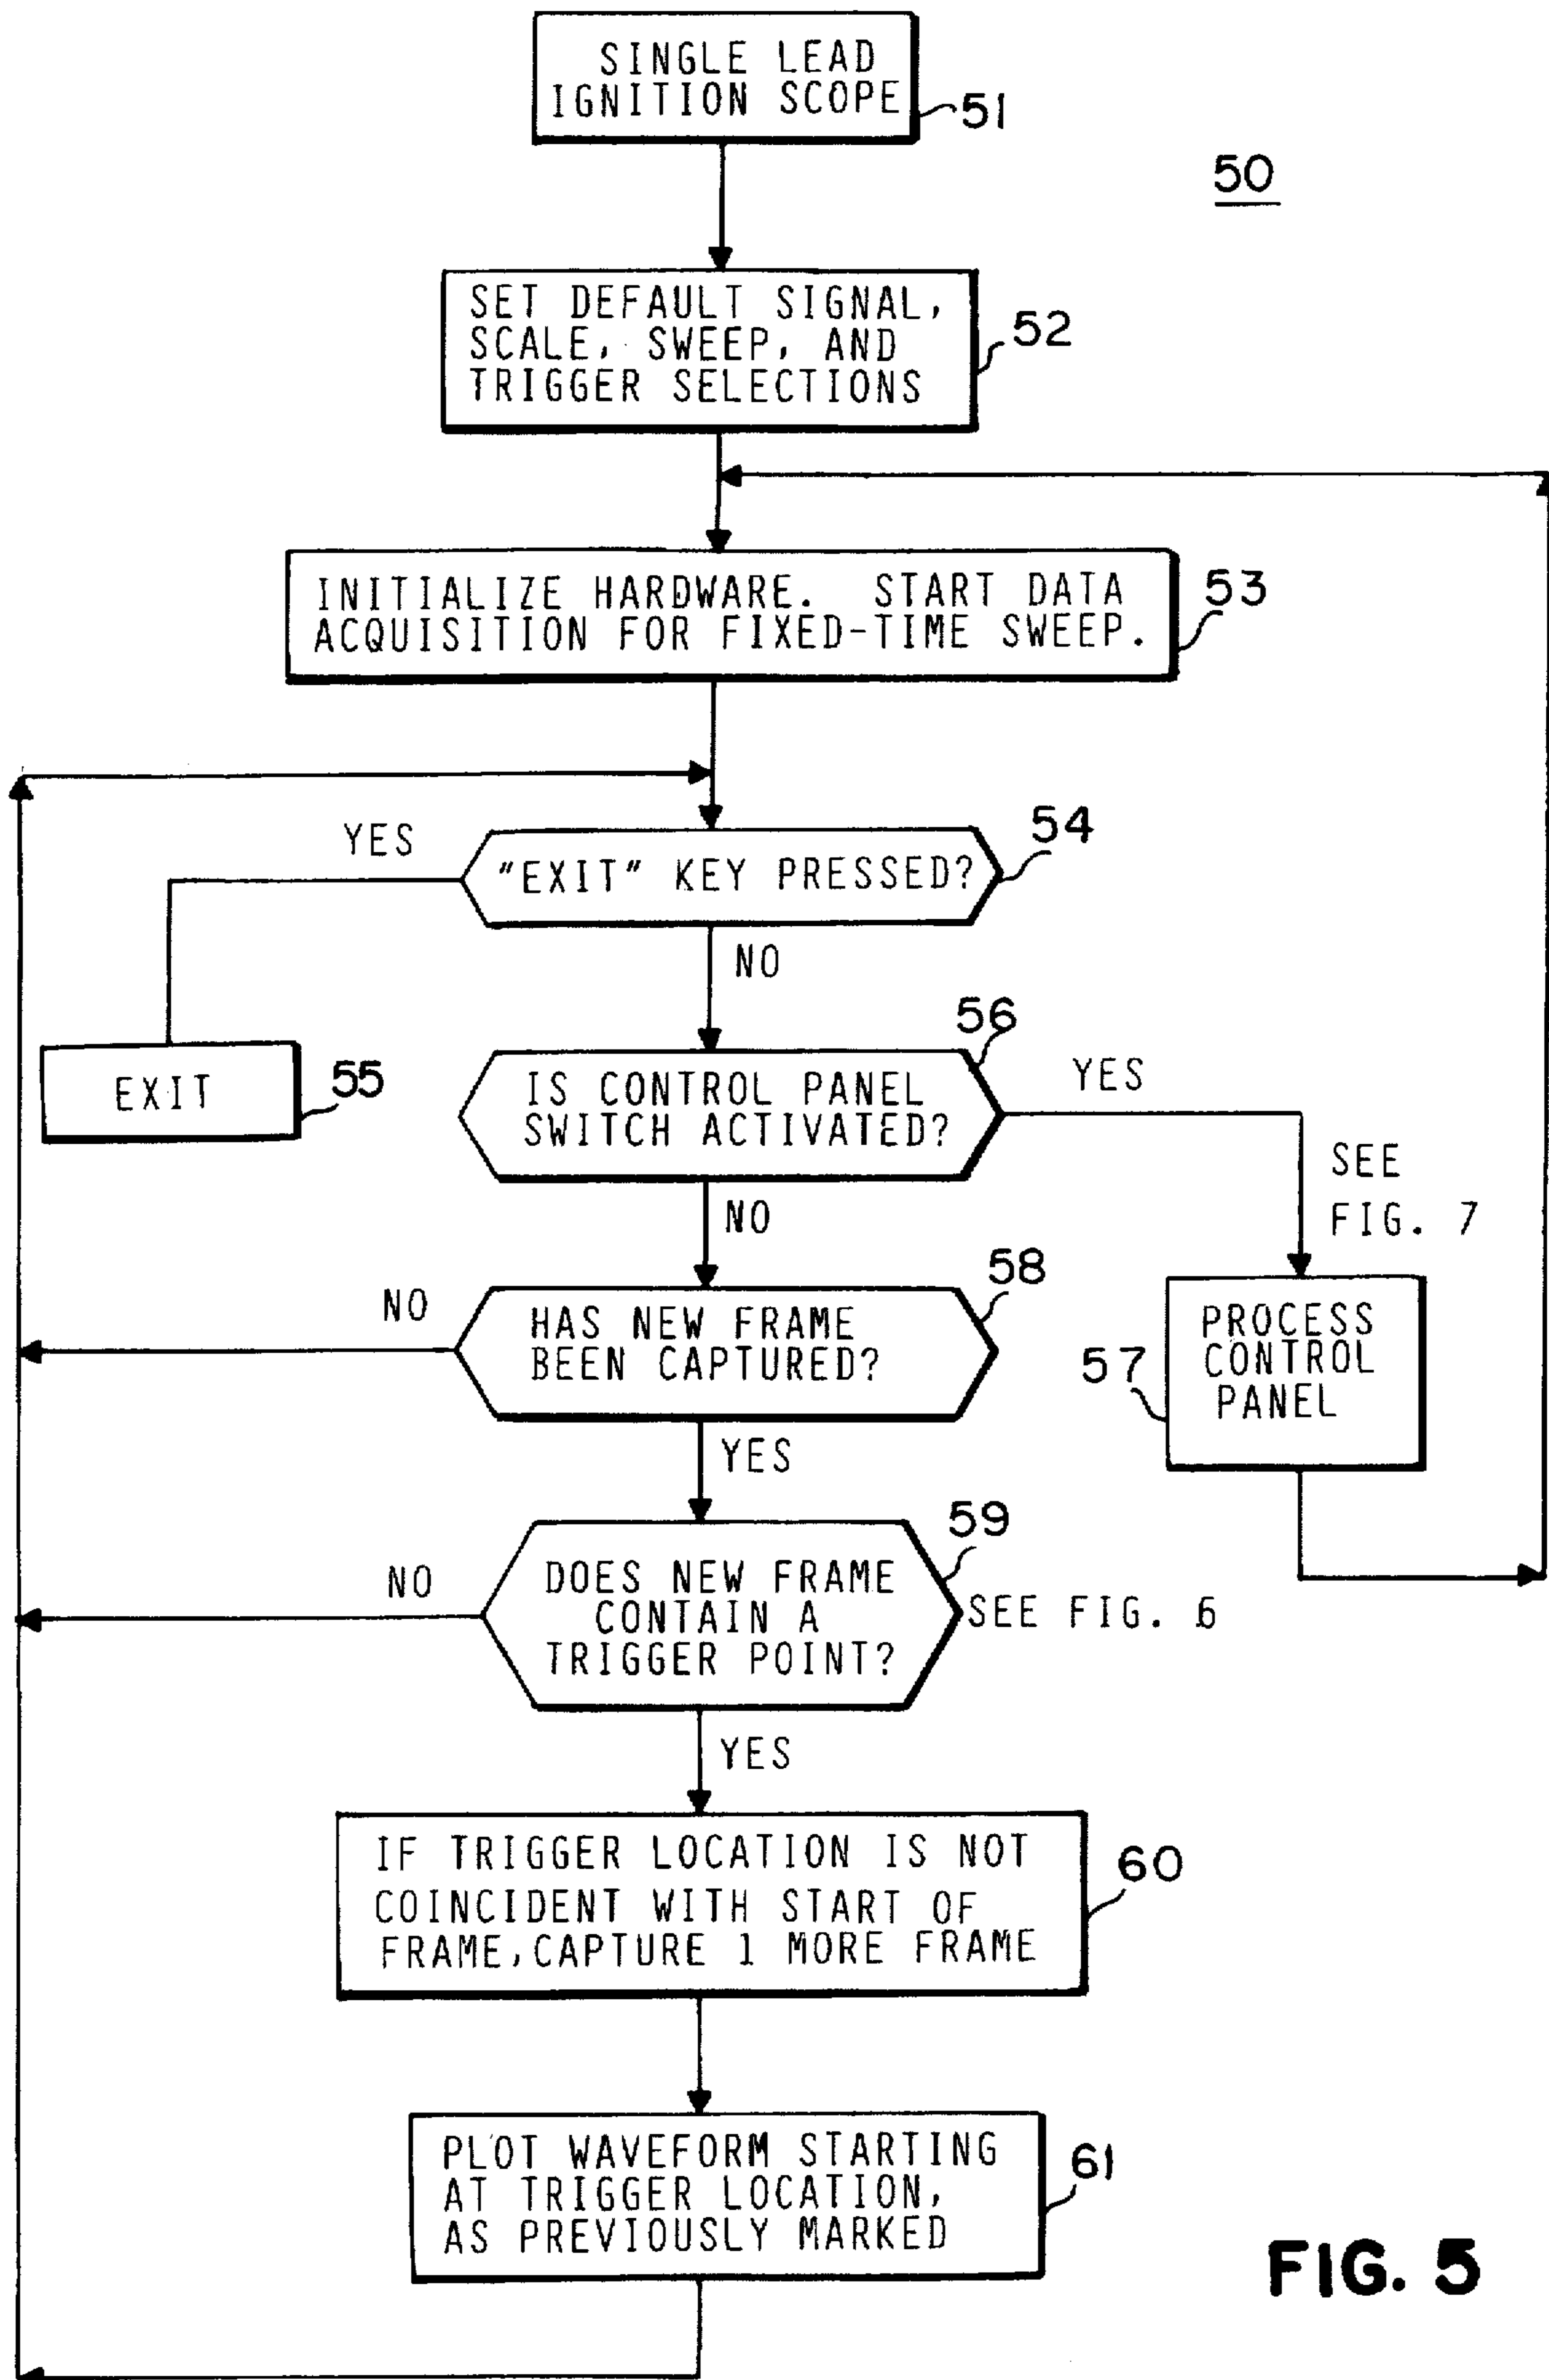 SINGLE LEAD
IGNITION SCOPE
51
50
SET DEFAULT SIGNAL,
SCALE, SWEEP, AND
TRIGGER SELECTIONS
52
INITIALIZE HARDWARE. START DATA
ACQUISITION FOR FIXED-TIME SWEEP.
53
YES
"EXIT" KEY PRESSED?
54
NO
EXIT
55
IS CONTROL PANEL
SWITCH ACTIVATED?
56
YES
SEE
FIG. 7
NO
PROCESS
CONTROL
PANEL
57
NO
HAS NEW FRAME
BEEN CAPTURED?
58
YES
NO
DOES NEW FRAME
CONTAIN A
TRIGGER POINT?
59
SEE FIG. 6
YES
IF TRIGGER LOCATION IS NOT
COINCIDENT WITH START OF
FRAME, CAPTURE 1 MORE FRAME
60
PLOT WAVEFORM STARTING
AT TRIGGER LOCATION,
AS PREVIOUSLY MARKED
61
FIG. 5